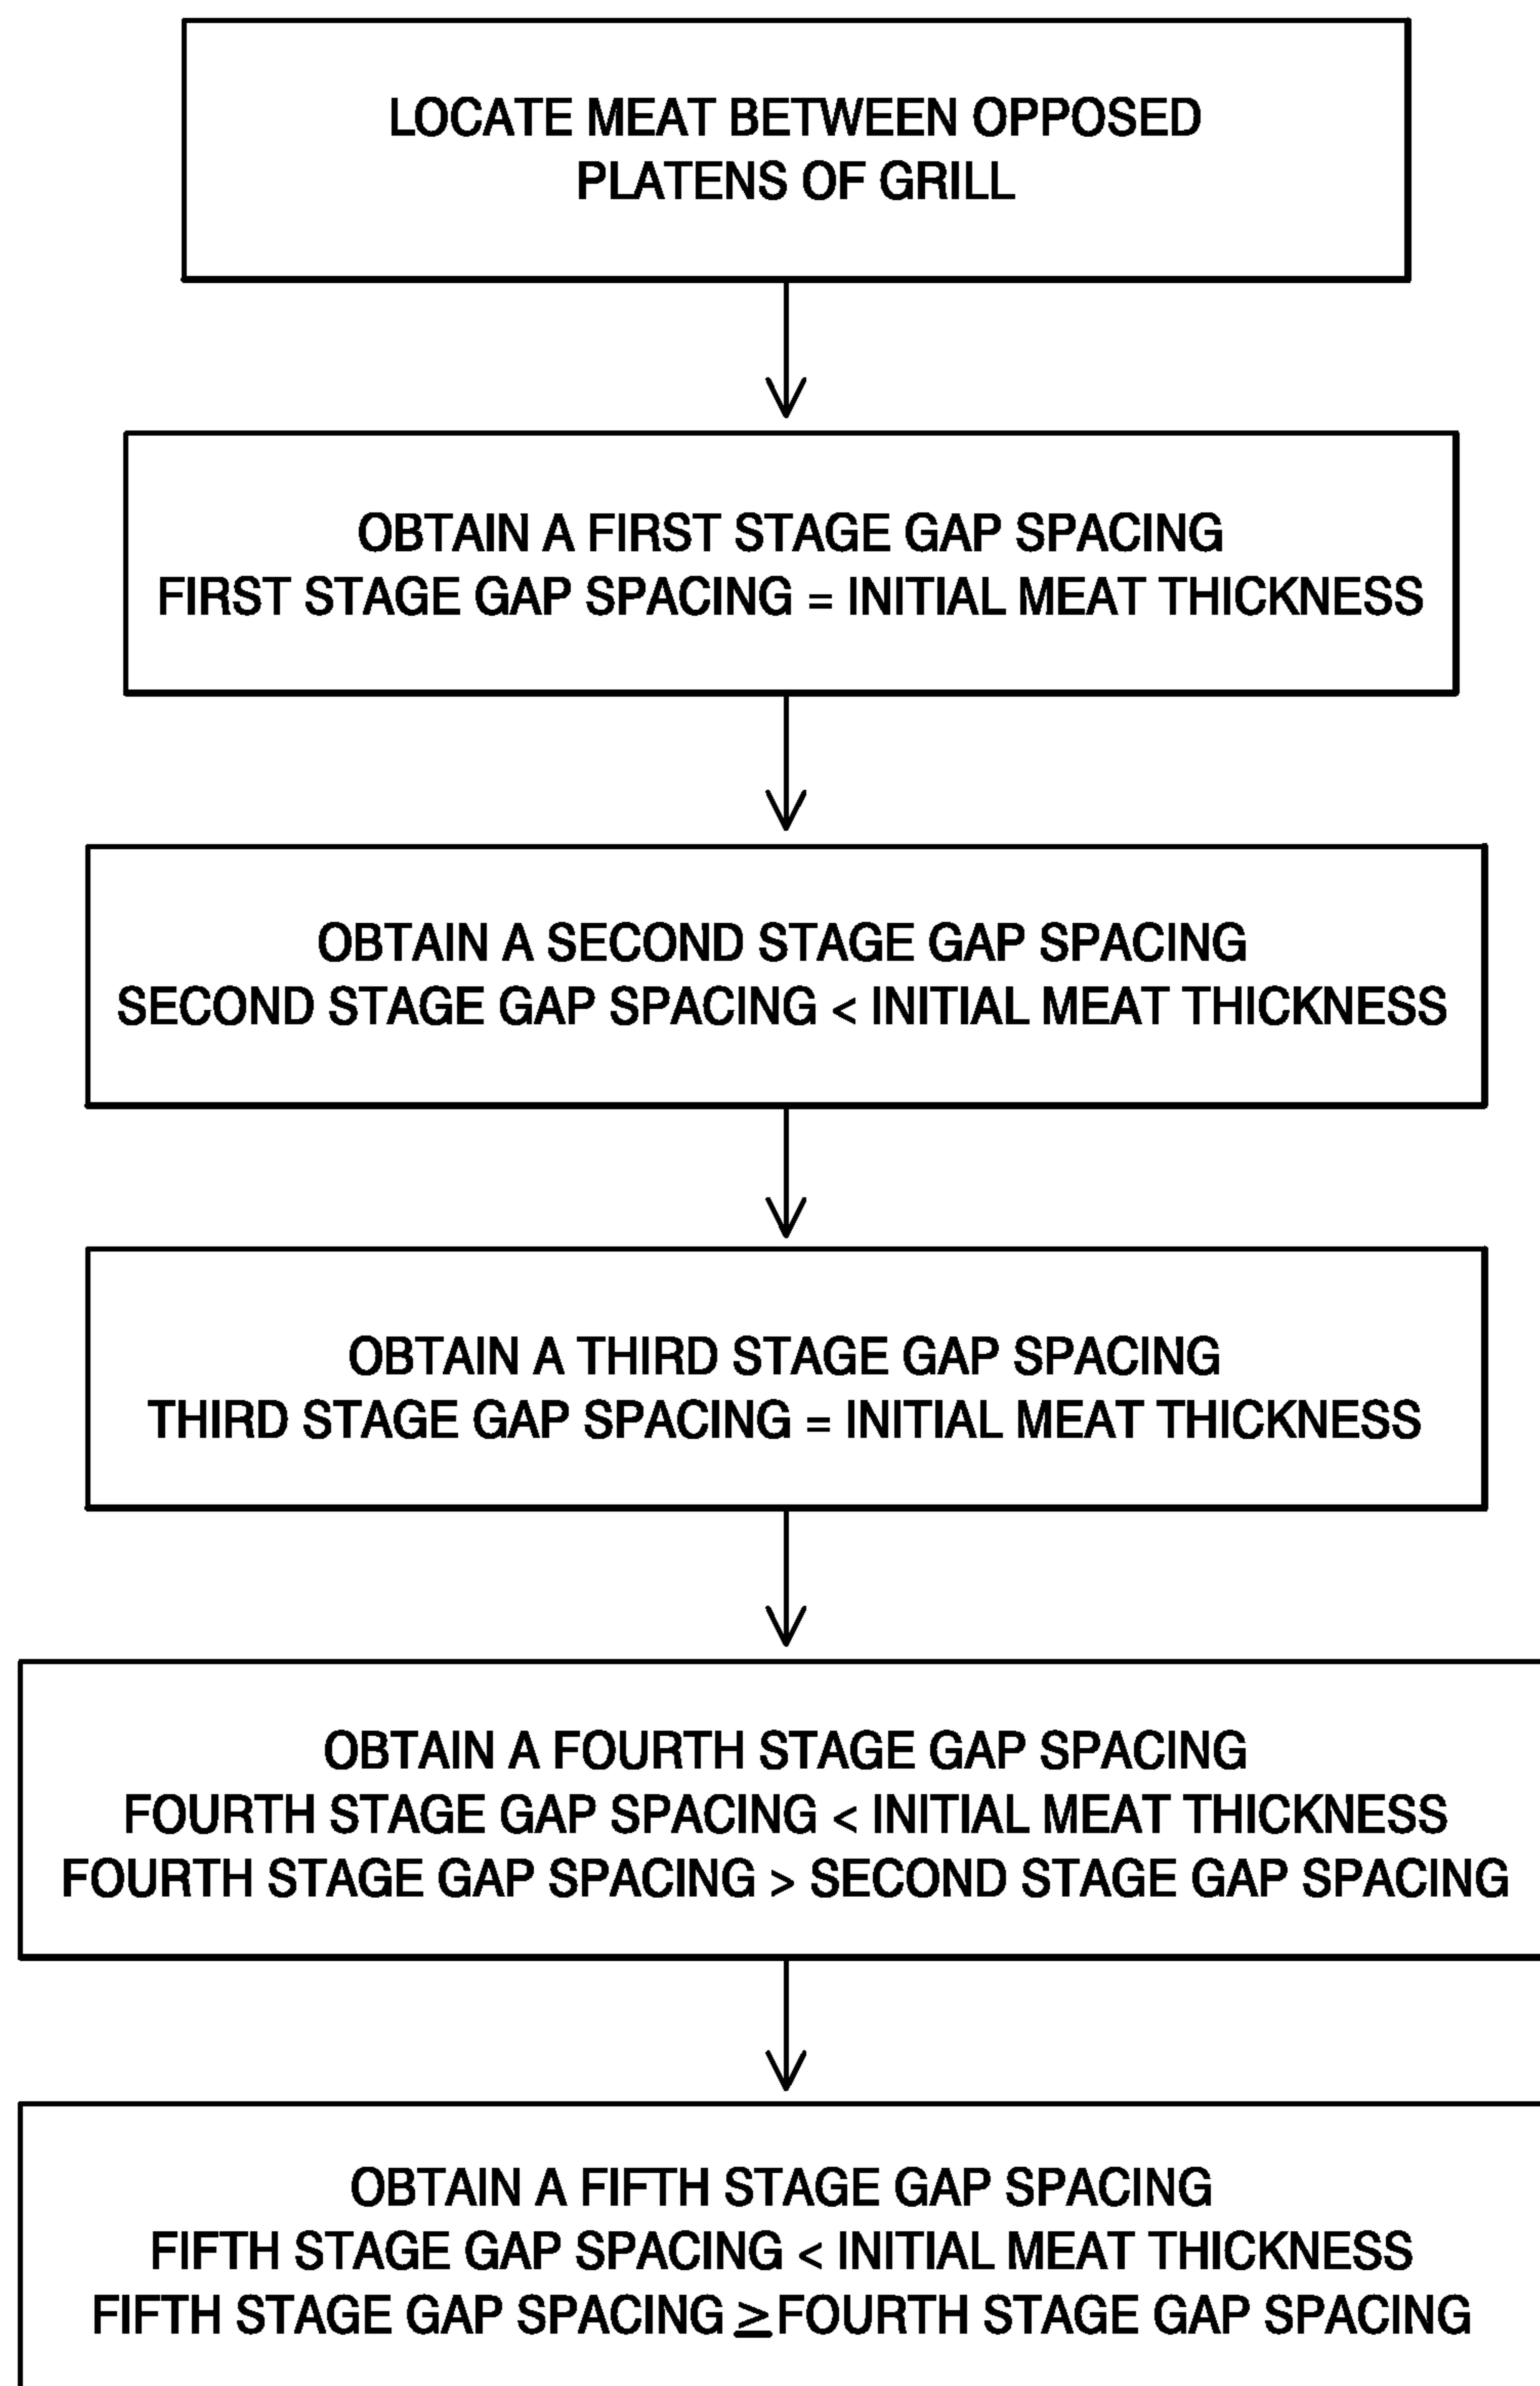 LOCATE MEAT BETWEEN OPPOSED
PLATENS OF GRILL
OBTAIN A FIRST STAGE GAP SPACING
FIRST STAGE GAP SPACING = INITIAL MEAT THICKNESS
OBTAIN A SECOND STAGE GAP SPACING
SECOND STAGE GAP SPACING < INITIAL MEAT THICKNESS
OBTAIN A THIRD STAGE GAP SPACING
THIRD STAGE GAP SPACING = INITIAL MEAT THICKNESS
OBTAIN A FOURTH STAGE GAP SPACING
FOURTH STAGE GAP SPACING < INITIAL MEAT THICKNESS
FOURTH STAGE GAP SPACING > SECOND STAGE GAP SPACING
OBTAIN A FIFTH STAGE GAP SPACING
FIFTH STAGE GAP SPACING < INITIAL MEAT THICKNESS
FIFTH STAGE GAP SPACING ≥ FOURTH STAGE GAP SPACING